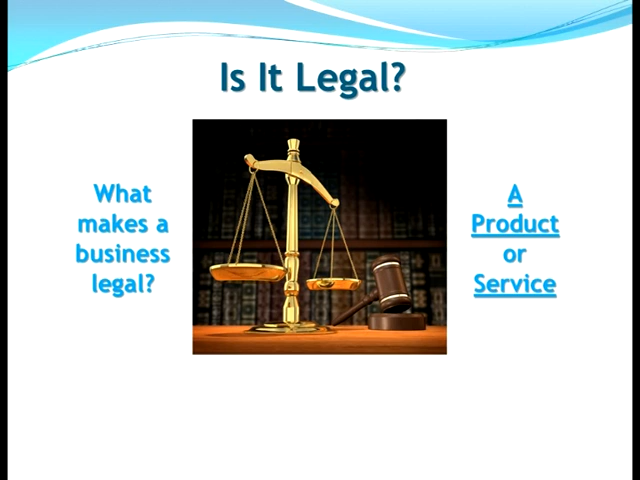 Is It Legal?
What
makes a
business
legal?
A
Product
or
Service